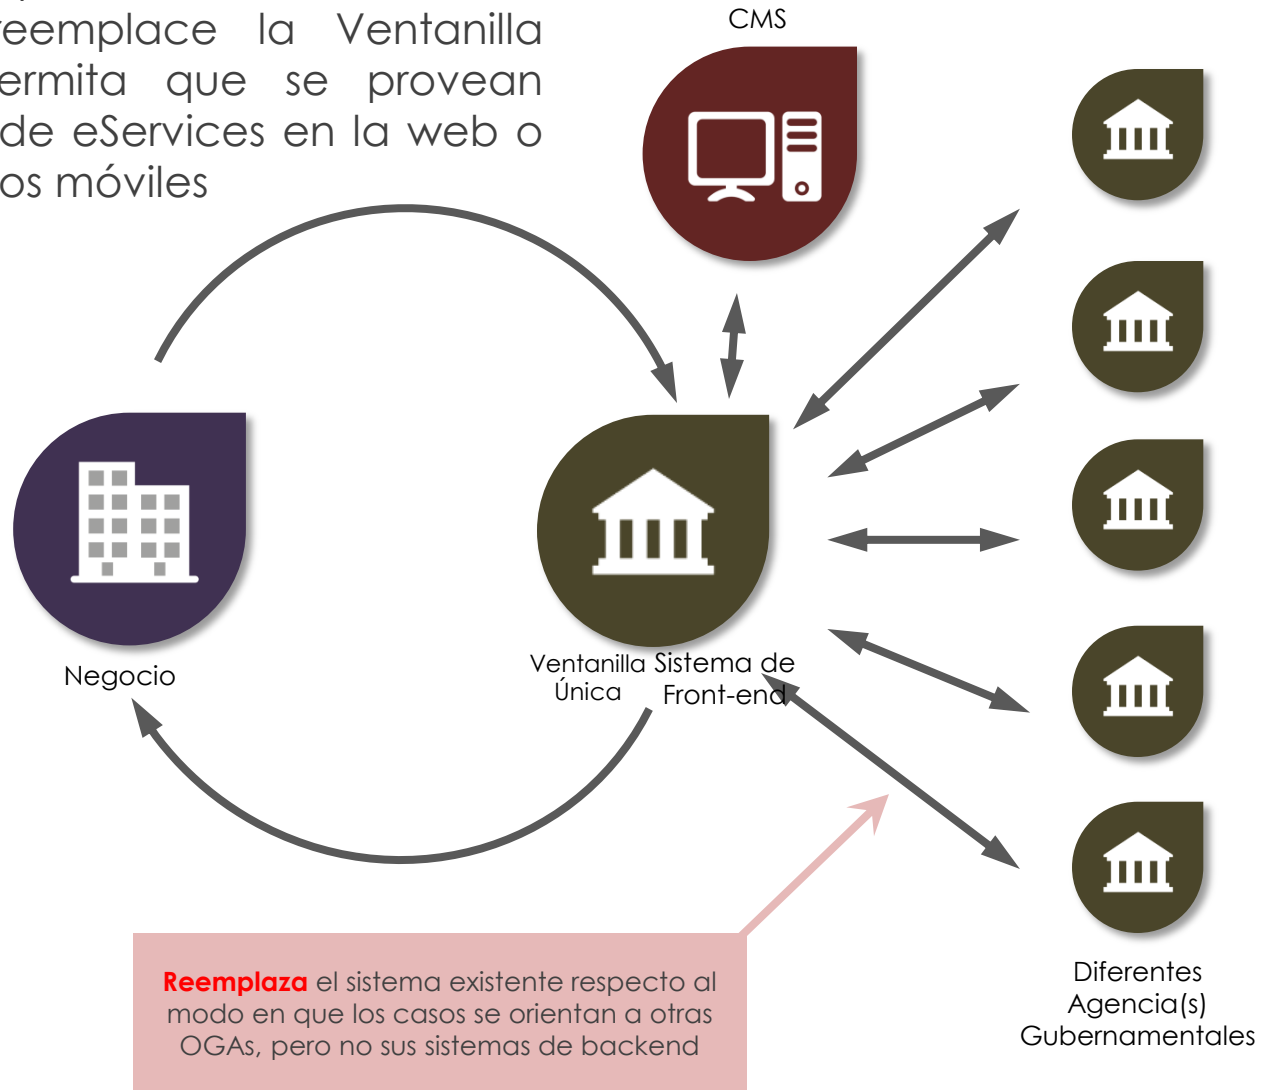 reemplace la Ventanilla
ermita que se provean
de eServices en la web o
os móviles
CMS
Negocio
Ventanilla
Única
Sistema de
Front-end
Reemplaza el sistema existente respecto al
modo en que los casos se orientan a otras
OGAs, pero no sus sistemas de backend
Diferentes
Agencia(s)
Gubernamentales